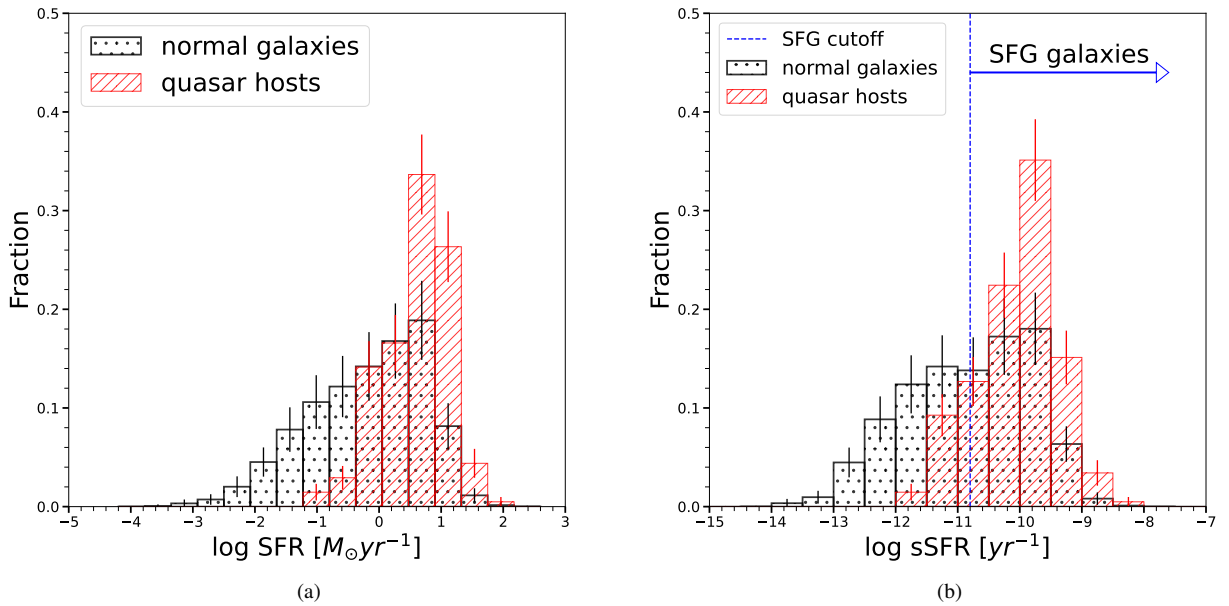 0.5
0.4
0.3
0.2
0.1
0.0
Fraction
normal galaxies
quasar hosts
−5 −4 −3 −2 −1 0 1 2 3
log SFR [M⊙yr⁻¹]
(a)
0.5
0.4
0.3
0.2
0.1
0.0
Fraction
SFG cutoff
normal galaxies
quasar hosts
SFG galaxies
−15 −14 −13 −12 −11 −10 −9 −8 −7
log sSFR [yr⁻¹]
(b)